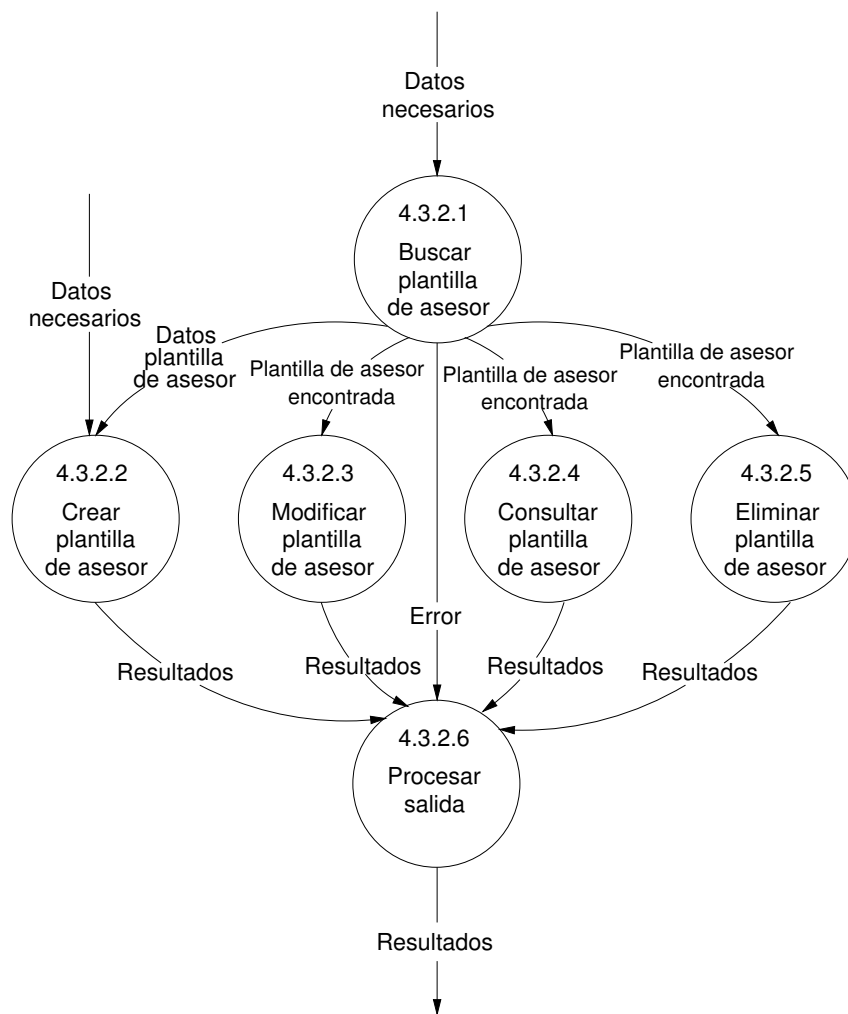 Datos
necesarios
4.3.2.1
Buscar
plantilla
de asesor
Datos
necesarios
Datos
plantilla
de asesor
Plantilla de asesor
encontrada
Plantilla de asesor
encontrada
Plantilla de asesor
encontrada
4.3.2.2
Crear
plantilla
de asesor
4.3.2.3
Modificar
plantilla
de asesor
4.3.2.4
Consultar
plantilla
de asesor
4.3.2.5
Eliminar
plantilla
de asesor
Error
Resultados
Resultados
Resultados
Resultados
4.3.2.6
Procesar
salida
Resultados